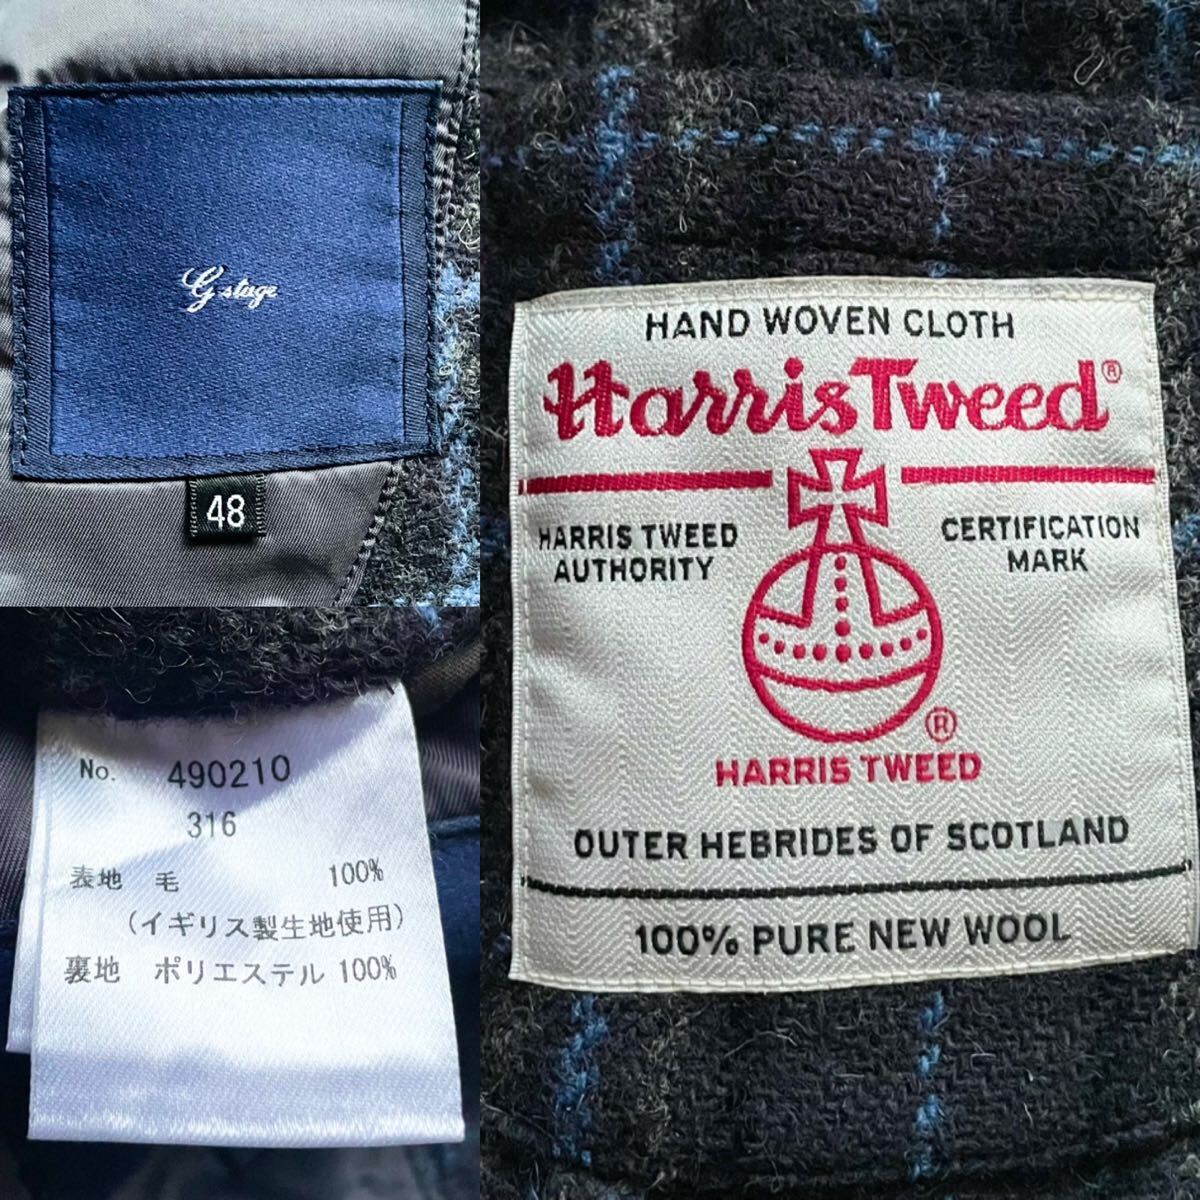 G stage
48
No. 490210
316
表地 毛 100%
(イギリス製生地使用)
裏地 ポリエステル 100%
HAND WOVEN CLOTH
Harris Tweed®
HARRIS TWEED
AUTHORITY
CERTIFICATION
MARK
®
HARRIS TWEED
OUTER HEBRIDES OF SCOTLAND
100% PURE NEW WOOL